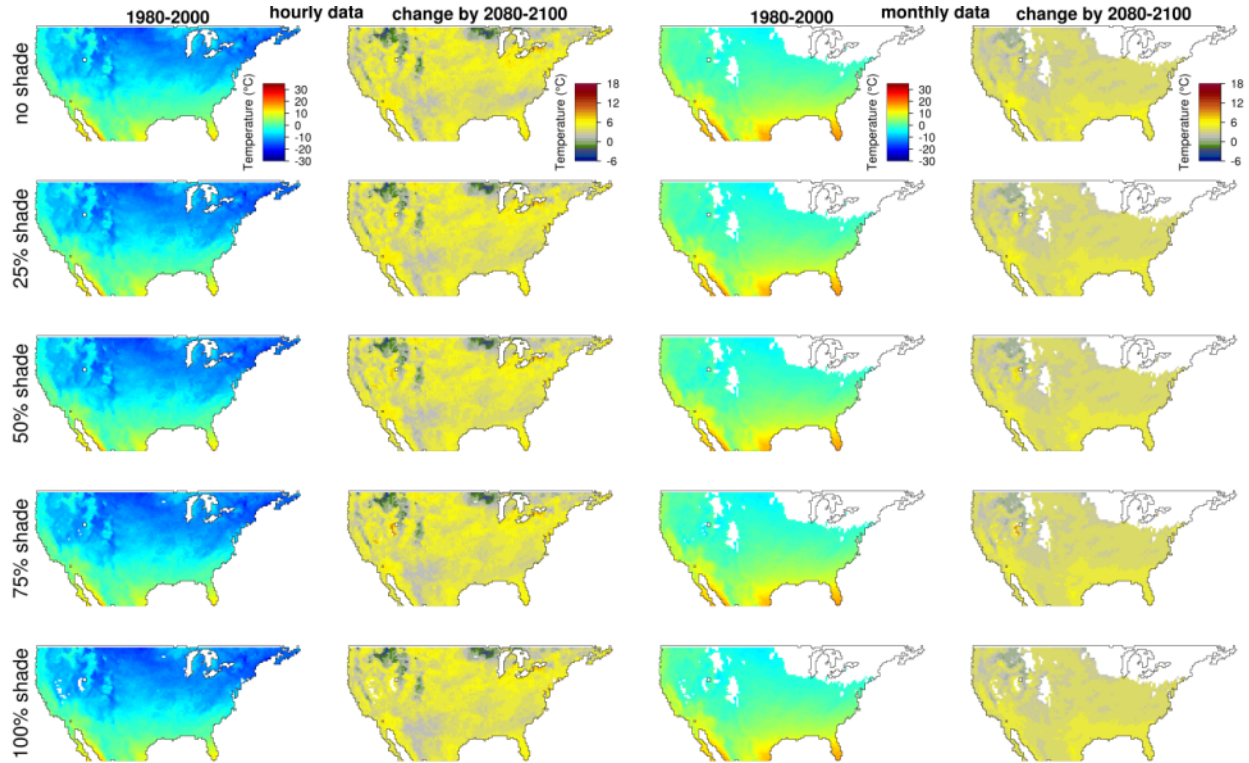 1980-2000 hourly data change by 2080-2100 1980-2000 monthly data change by 2080-2100
no shade
Temperature (°C)
30
20
10
0
-10
-20
-30
Temperature (°C)
18
12
6
0
-6
Temperature (°C)
30
20
10
0
-10
-20
-30
Temperature (°C)
18
12
6
0
-6
25% shade
50% shade
75% shade
100% shade